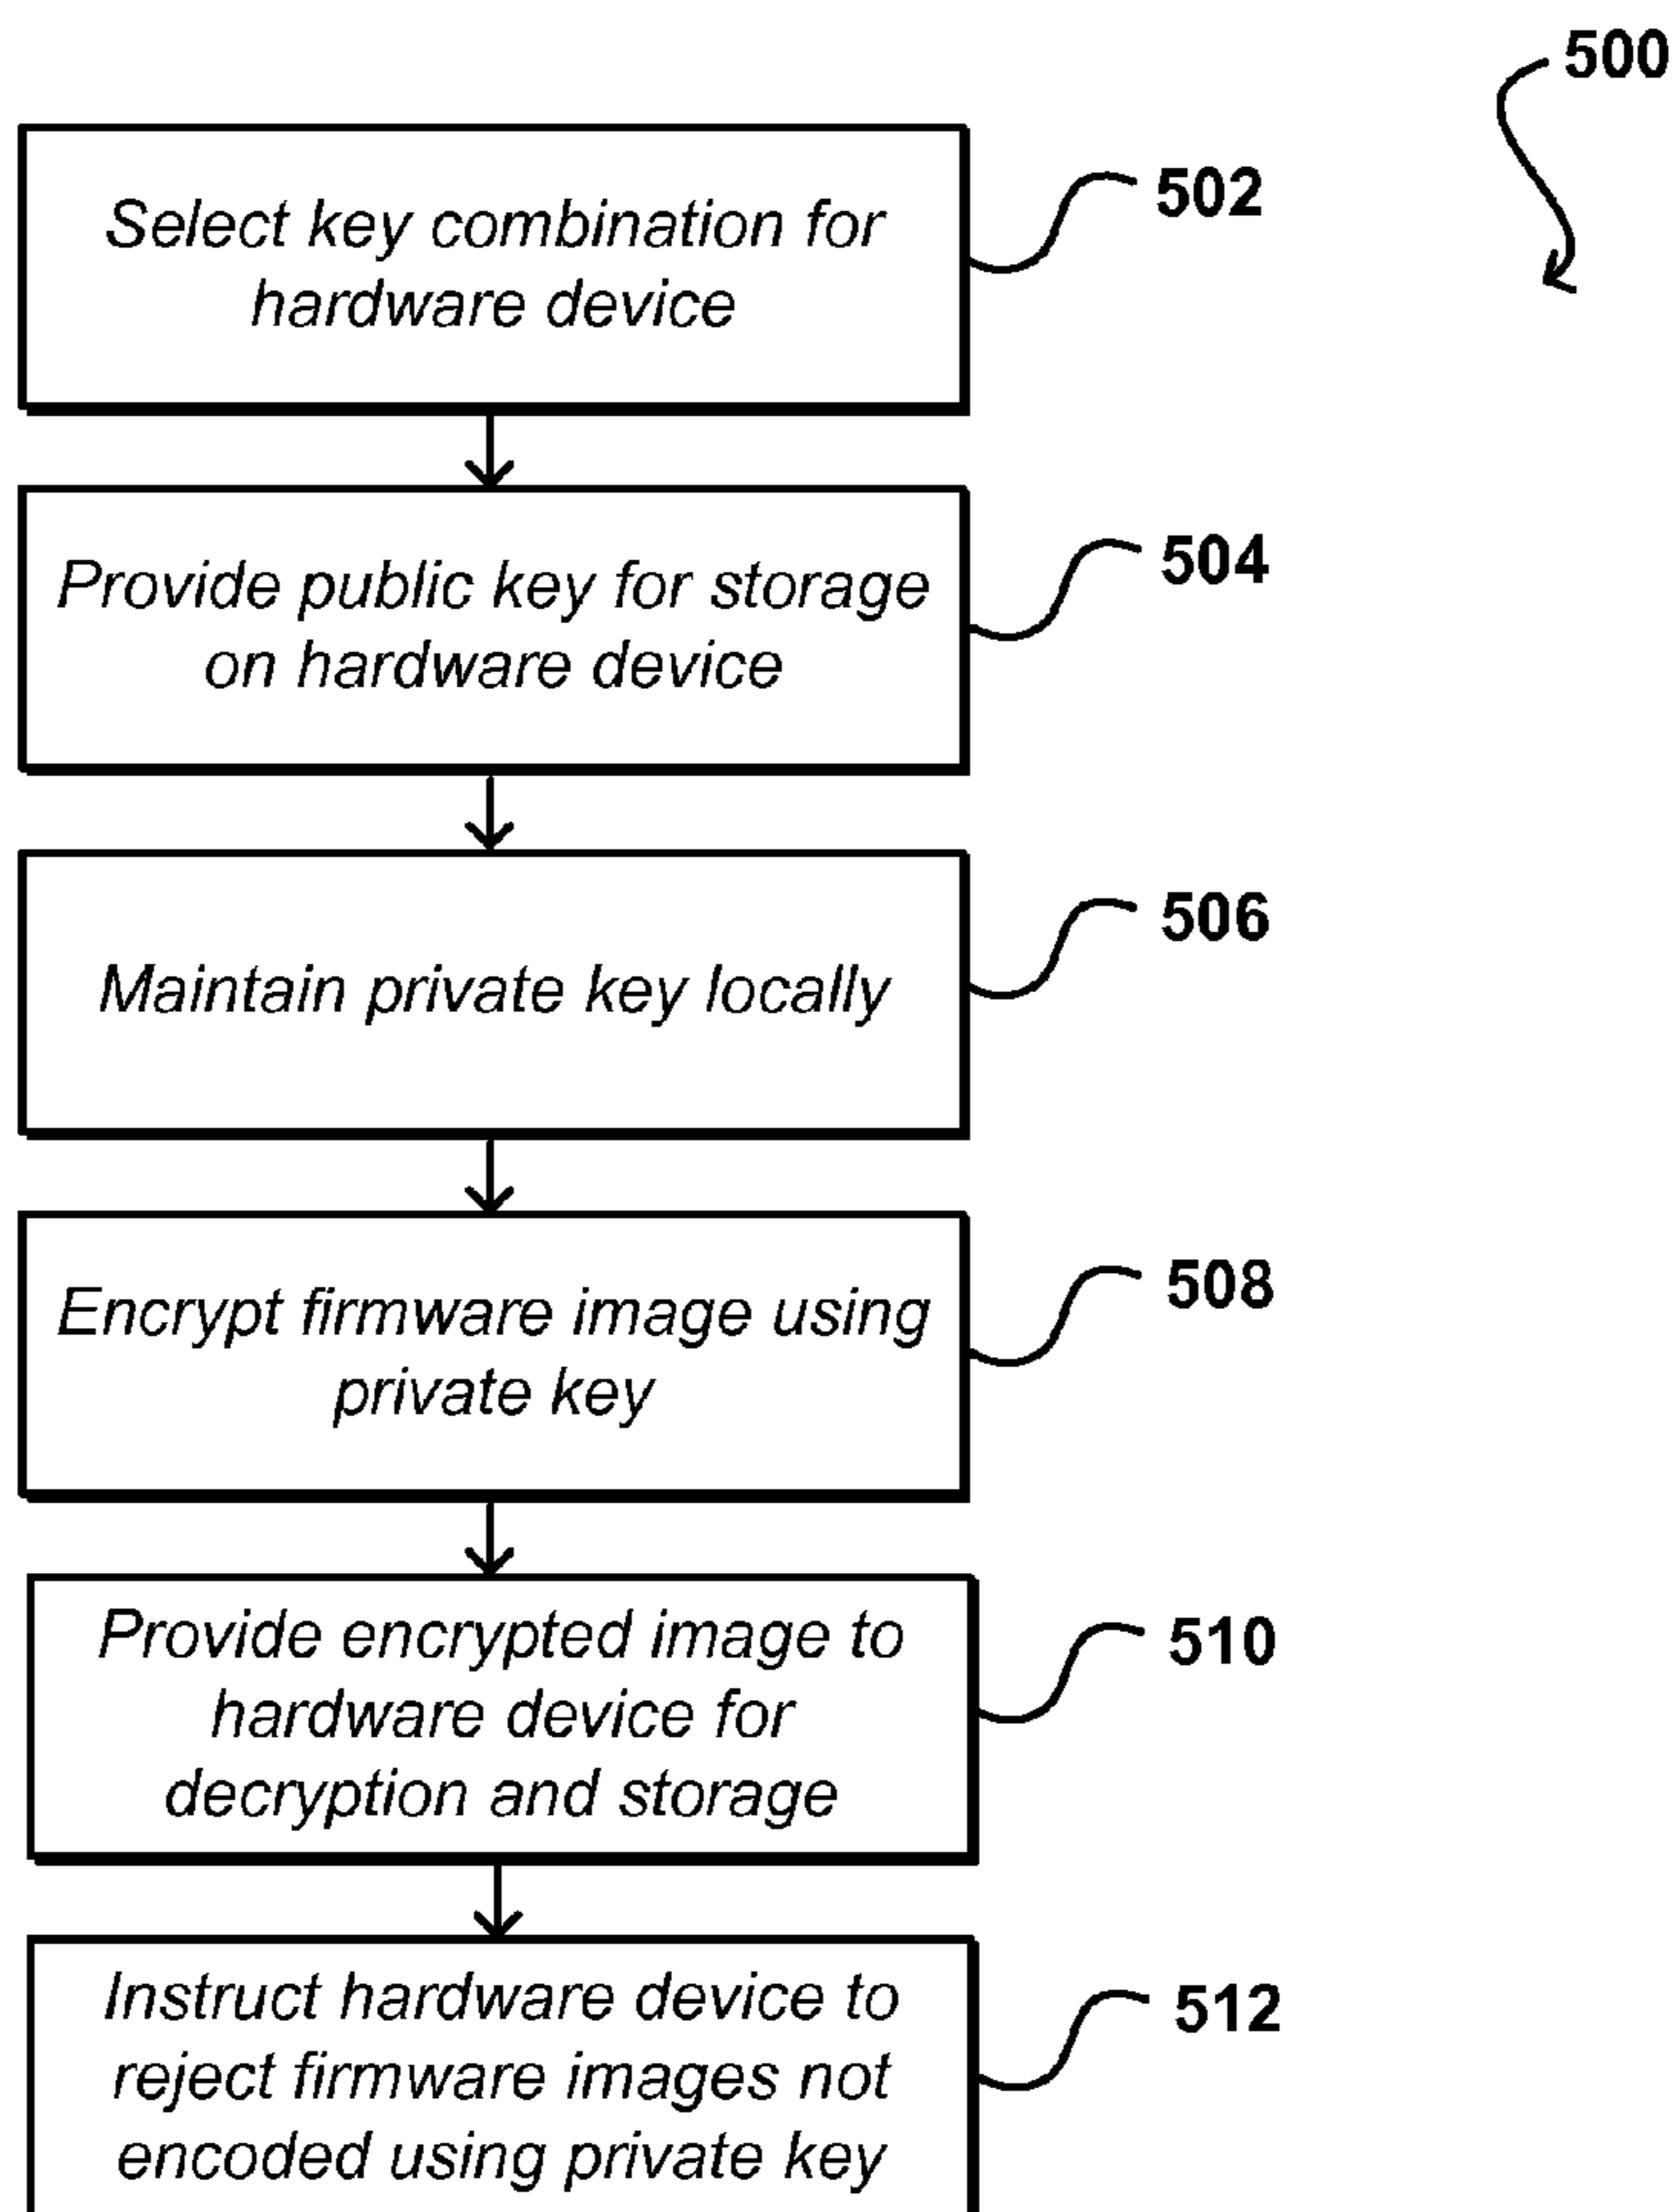 500
Select key combination for
hardware device
502
Provide public key for storage
on hardware device
504
Maintain private key locally
506
Encrypt firmware image using
private key
508
Provide encrypted image to
hardware device for
decryption and storage
510
Instruct hardware device to
reject firmware images not
encoded using private key
512